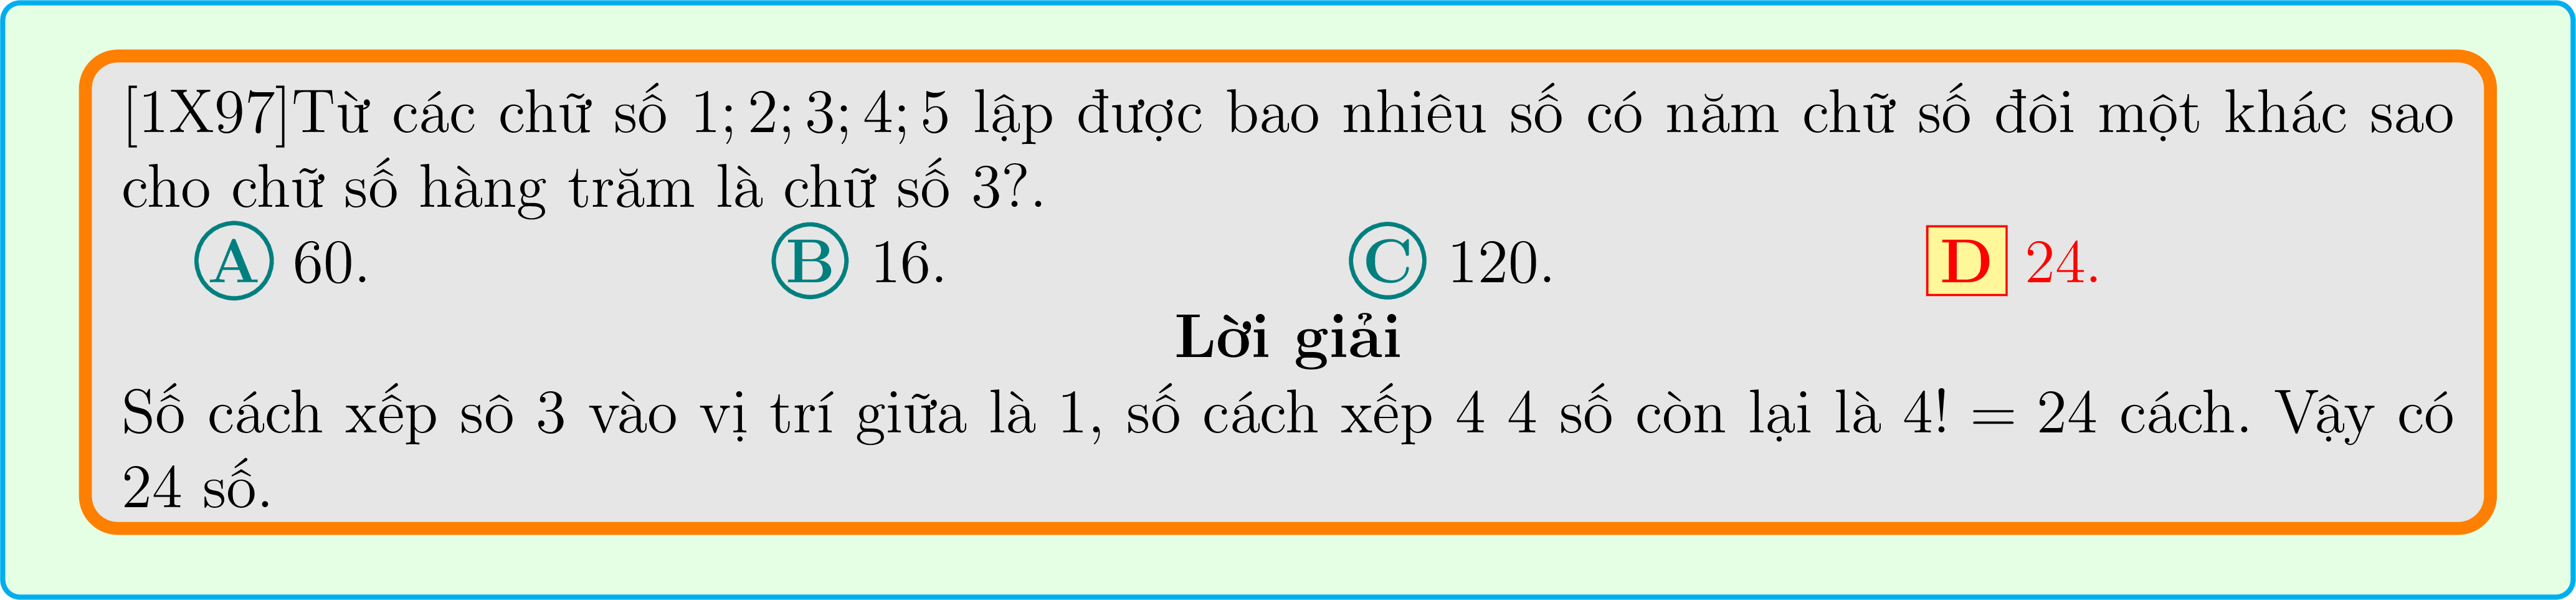 [1X97]Từ các chữ số 1; 2; 3; 4; 5 lập được bao nhiêu số có năm chữ số đôi một khác sao
cho chữ số hàng trăm là chữ số 3?.
A 60. B 16. C 120. D 24.
Lời giải
Số cách xếp sô 3 vào vị trí giữa là 1, số cách xếp 4 4 số còn lại là 4! = 24 cách. Vậy có
24 số.